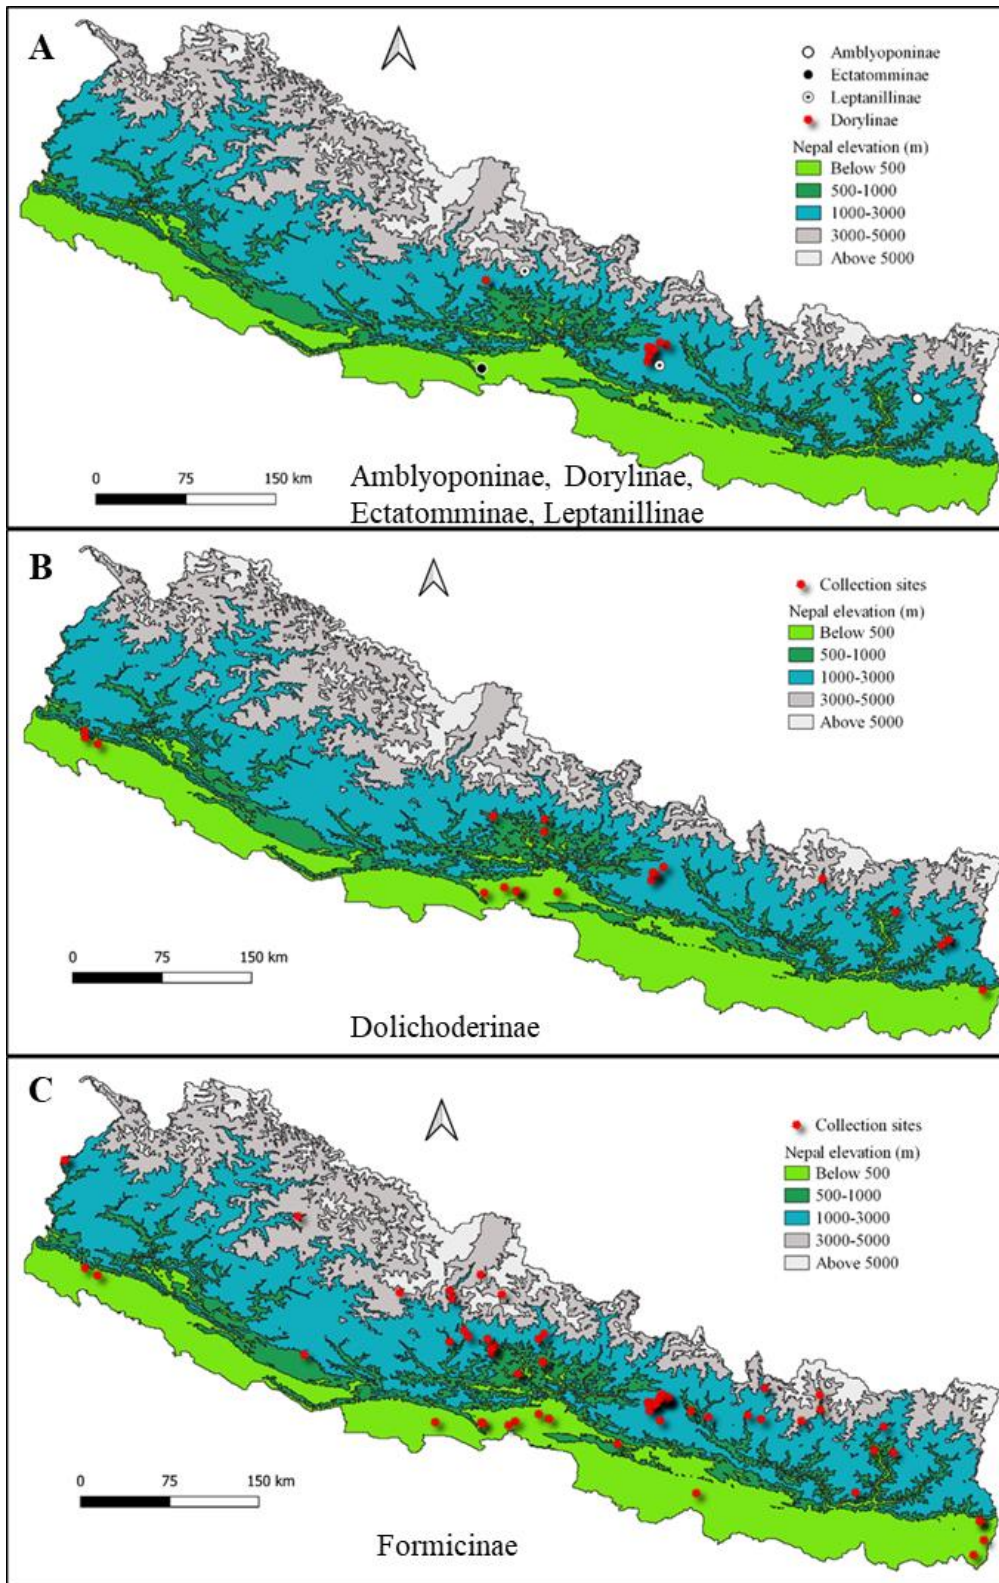 A
Amblyoponinae
Ectatomminae
Leptanillinae
Dorylinae
Nepal elevation (m)
Below 500
500-1000
1000-3000
3000-5000
Above 5000
0 75 150 km
Amblyoponinae, Dorylinae,
Ectatomminae, Leptanillinae
B
Collection sites
Nepal elevation (m)
Below 500
500-1000
1000-3000
3000-5000
Above 5000
0 75 150 km
Dolichoderinae
C
Collection sites
Nepal elevation (m)
Below 500
500-1000
1000-3000
3000-5000
Above 5000
0 75 150 km
Formicinae